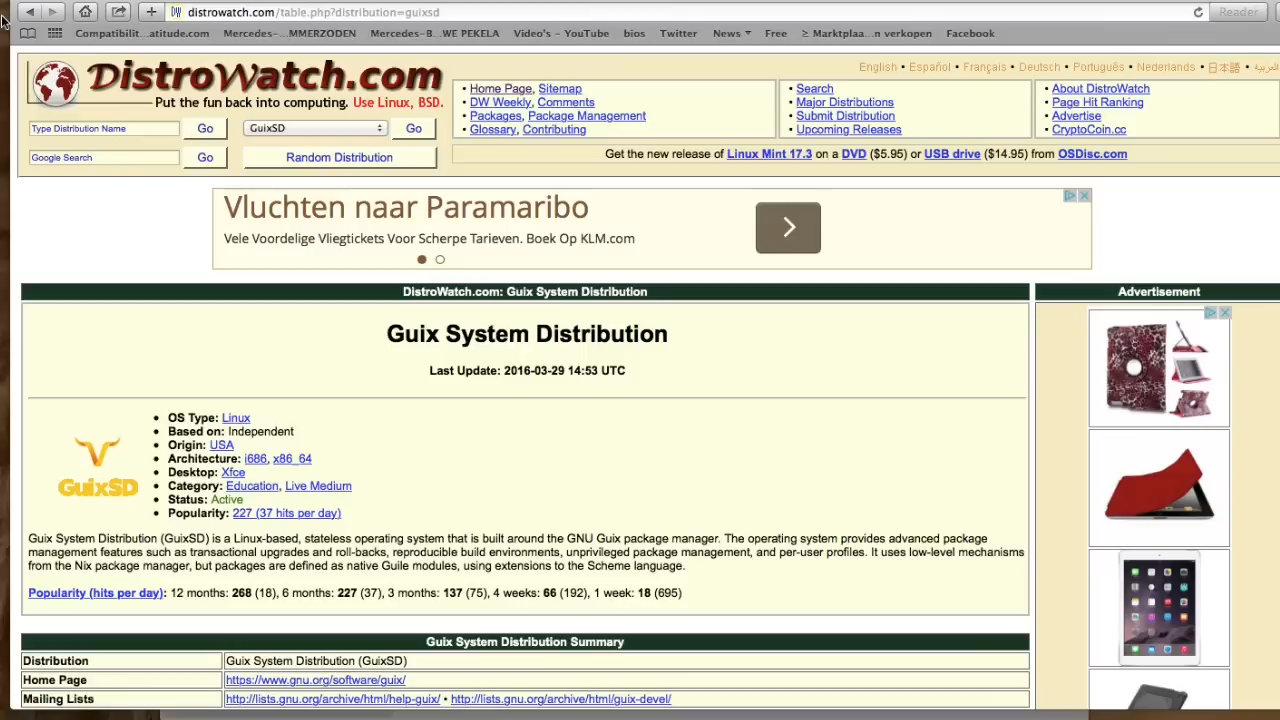 distrowatch.com/table.php?distribution=guixsd
Reader
Compatibilit...atitude.com Mercedes-...MMERZODEN Mercedes-B...WE PEKELA Video's – YouTube bios Twitter News Free ≥ Marktplaa...n verkopen Facebook
DistroWatch.com
Put the fun back into computing. Use Linux, BSD.
English • Español • Français • Deutsch • Português • Nederlands • 日本語 • العربية
Type Distribution Name Go GuixSD Go
Google Search Go Random Distribution
• Home Page, Sitemap
• DW Weekly, Comments
• Packages, Package Management
• Glossary, Contributing
• Search
• Major Distributions
• Submit Distribution
• Upcoming Releases
• About DistroWatch
• Page Hit Ranking
• Advertise
• CryptoCoin.cc
Get the new release of Linux Mint 17.3 on a DVD ($5.95) or USB drive ($14.95) from OSDisc.com
Vluchten naar Paramaribo
Vele Voordelige Vliegtickets Voor Scherpe Tarieven. Boek Op KLM.com
DistroWatch.com: Guix System Distribution
Advertisement
Guix System Distribution
Last Update: 2016-03-29 14:53 UTC
GuixSD
• OS Type: Linux
• Based on: Independent
• Origin: USA
• Architecture: i686, x86_64
• Desktop: Xfce
• Category: Education, Live Medium
• Status: Active
• Popularity: 227 (37 hits per day)
Guix System Distribution (GuixSD) is a Linux-based, stateless operating system that is built around the GNU Guix package manager. The operating system provides advanced package
management features such as transactional upgrades and roll-backs, reproducible build environments, unprivileged package management, and per-user profiles. It uses low-level mechanisms
from the Nix package manager, but packages are defined as native Guile modules, using extensions to the Scheme language.
Popularity (hits per day): 12 months: 268 (18), 6 months: 227 (37), 3 months: 137 (75), 4 weeks: 66 (192), 1 week: 18 (695)
Guix System Distribution Summary
Distribution Guix System Distribution (GuixSD)
Home Page https://www.gnu.org/software/guix/
Mailing Lists http://lists.gnu.org/archive/html/help-guix/ • http://lists.gnu.org/archive/html/guix-devel/